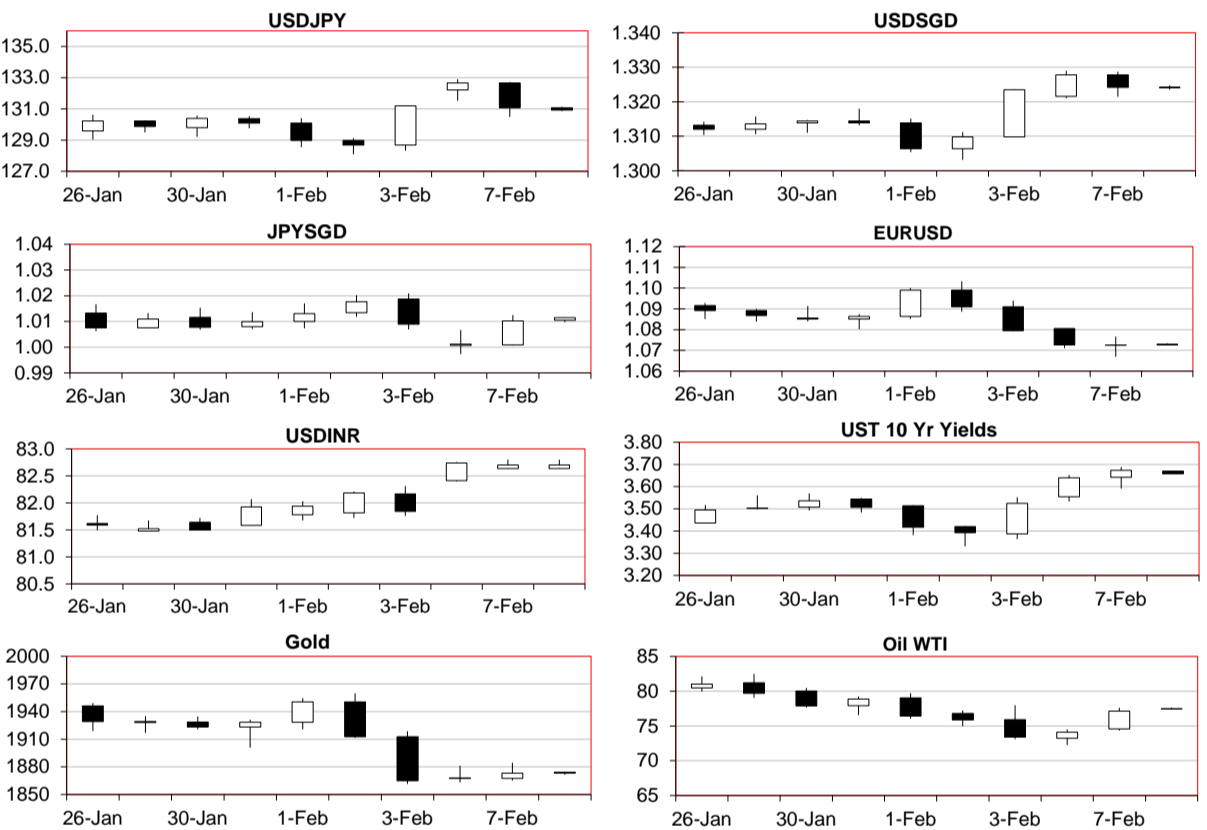 USDJPY
135.0
133.0
131.0
129.0
127.0
26-Jan 30-Jan 1-Feb 3-Feb 7-Feb
USDSGD
1.340
1.330
1.320
1.310
1.300
26-Jan 30-Jan 1-Feb 3-Feb 7-Feb
JPYSGD
1.04
1.03
1.02
1.01
1.00
0.99
26-Jan 30-Jan 1-Feb 3-Feb 7-Feb
EURUSD
1.12
1.11
1.10
1.09
1.08
1.07
1.06
26-Jan 30-Jan 1-Feb 3-Feb 7-Feb
USDINR
83.0
82.5
82.0
81.5
81.0
80.5
26-Jan 30-Jan 1-Feb 3-Feb 7-Feb
UST 10 Yr Yields
3.80
3.70
3.60
3.50
3.40
3.30
3.20
26-Jan 30-Jan 1-Feb 3-Feb 7-Feb
Gold
2000
1970
1940
1910
1880
1850
26-Jan 30-Jan 1-Feb 3-Feb 7-Feb
Oil WTI
85
80
75
70
65
26-Jan 30-Jan 1-Feb 3-Feb 7-Feb